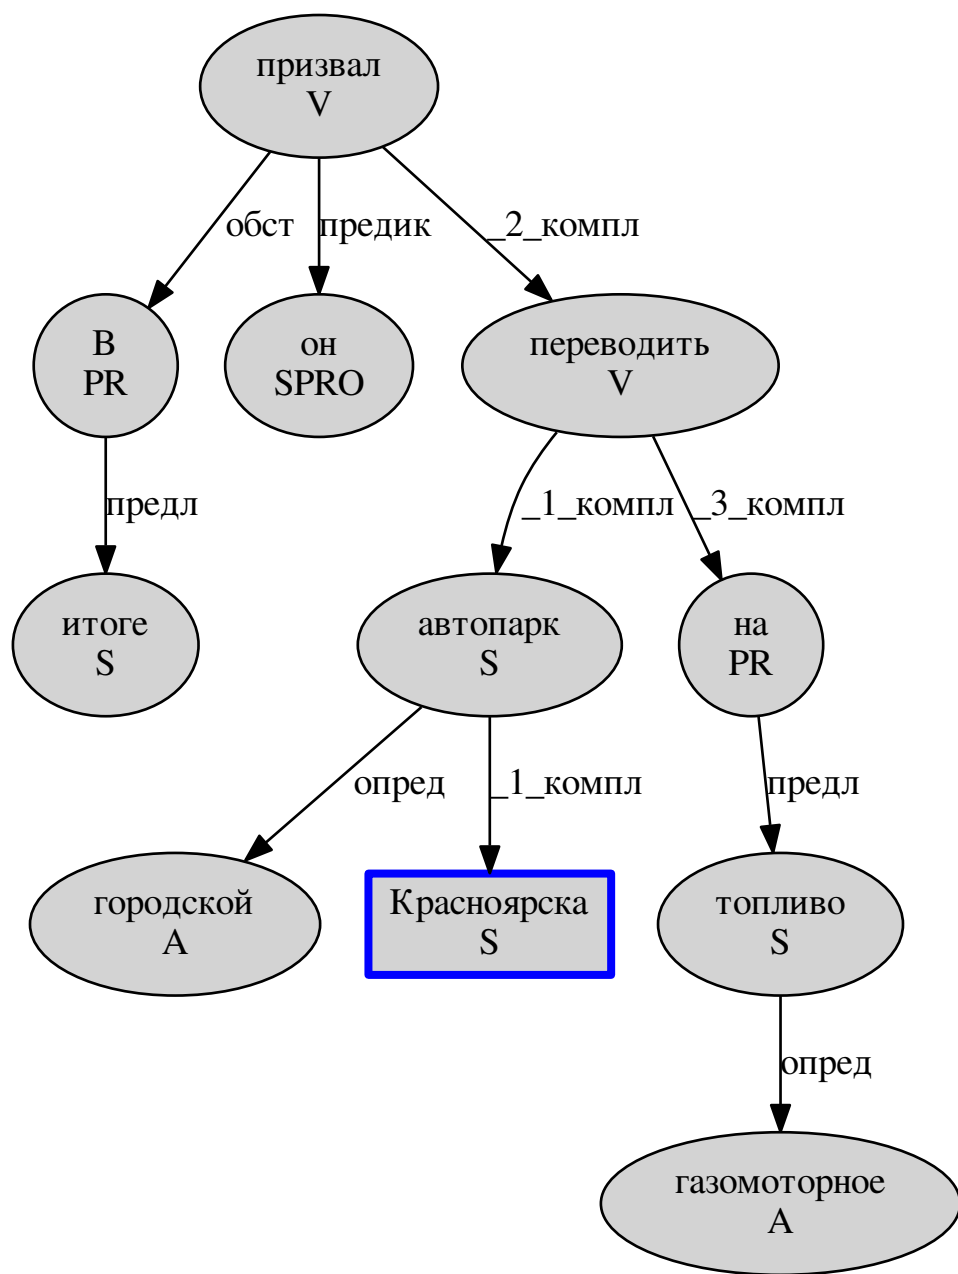 призвал
V
обст
предик
_2_компл
В
PR
он
SPRO
переводить
V
предл
_1_компл
_3_компл
итоге
S
автопарк
S
на
PR
опред
_1_компл
предл
городской
A
Красноярска
S
топливо
S
опред
газомоторное
A